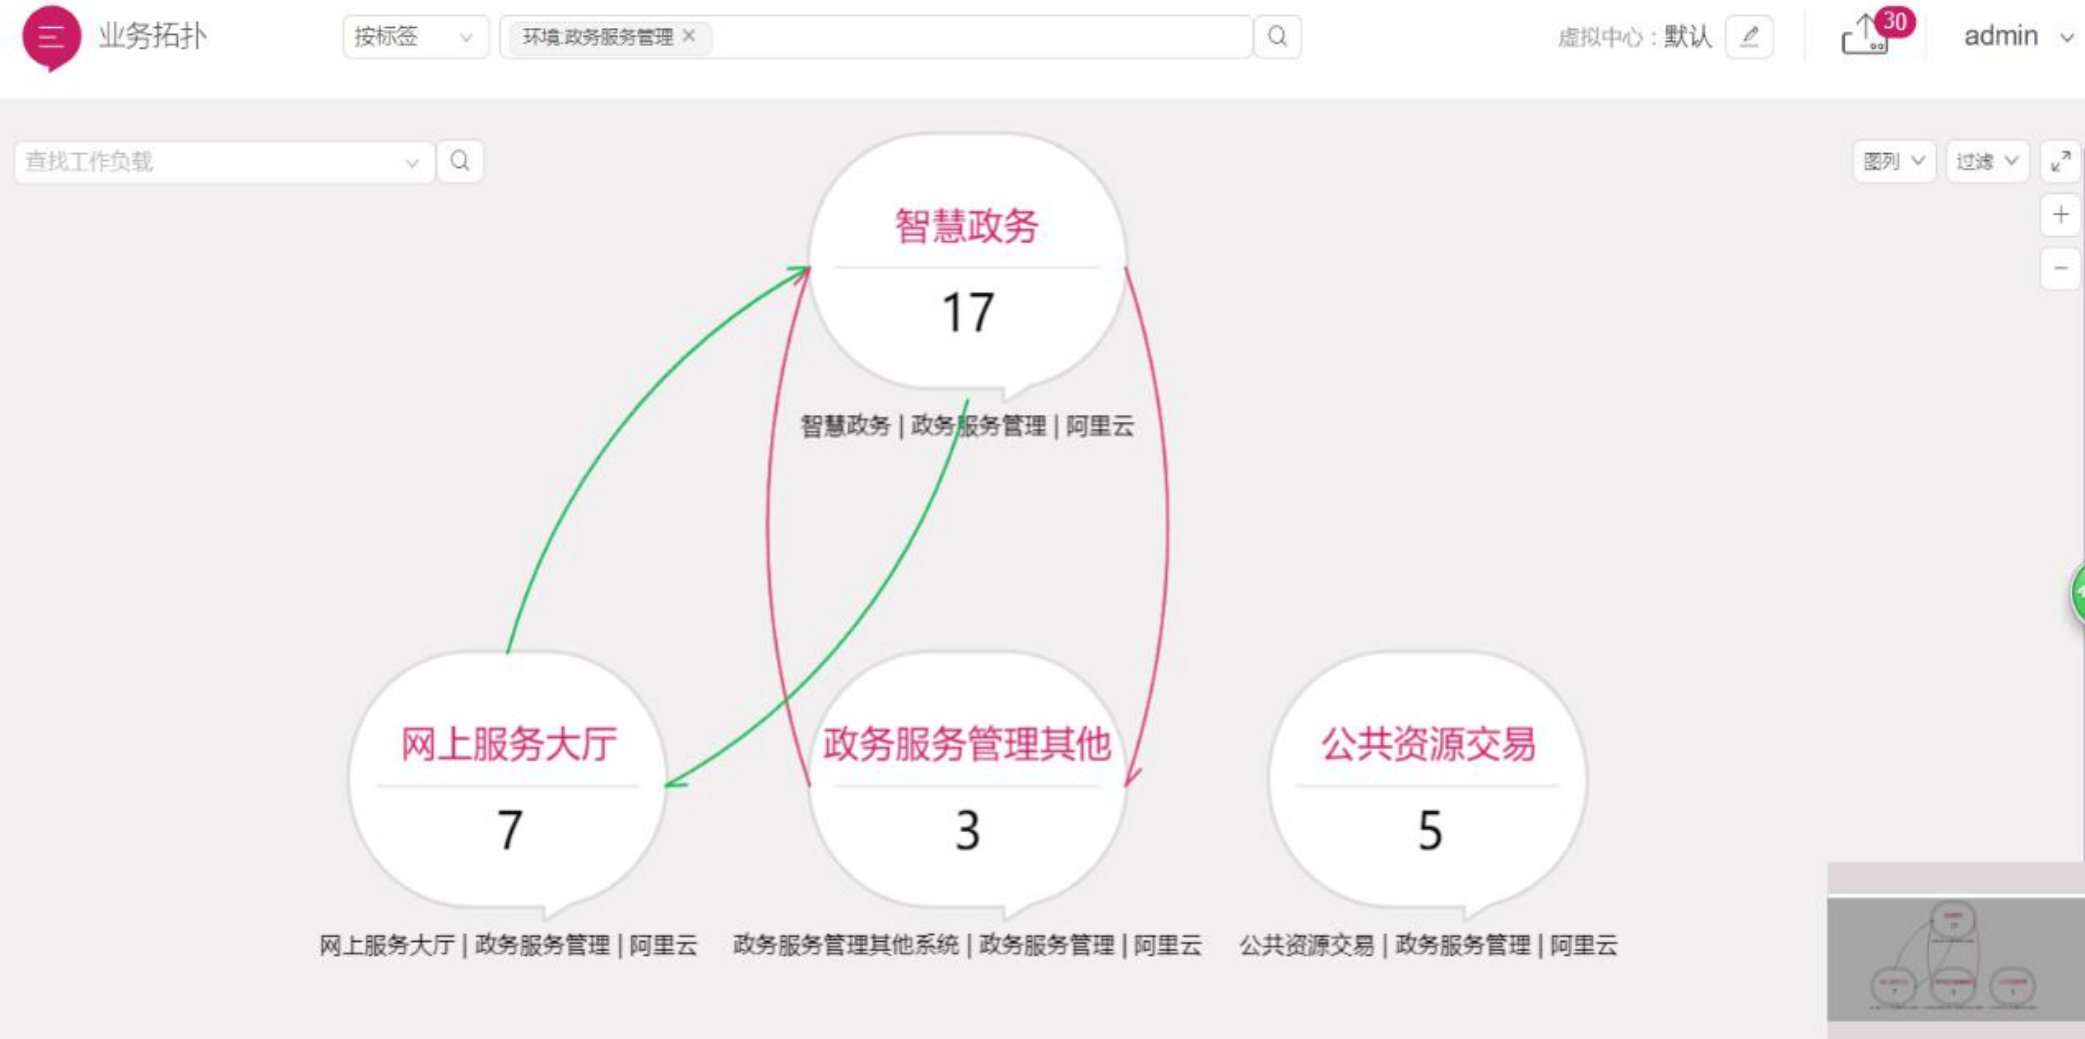 业务拓扑
按标签
环境:政务服务管理 ×
虚拟中心 : 默认
30
admin
查找工作负载
图列
过滤
智慧政务
17
智慧政务 | 政务服务管理 | 阿里云
网上服务大厅
7
政务服务管理其他
3
公共资源交易
5
网上服务大厅 | 政务服务管理 | 阿里云
政务服务管理其他系统 | 政务服务管理 | 阿里云
公共资源交易 | 政务服务管理 | 阿里云